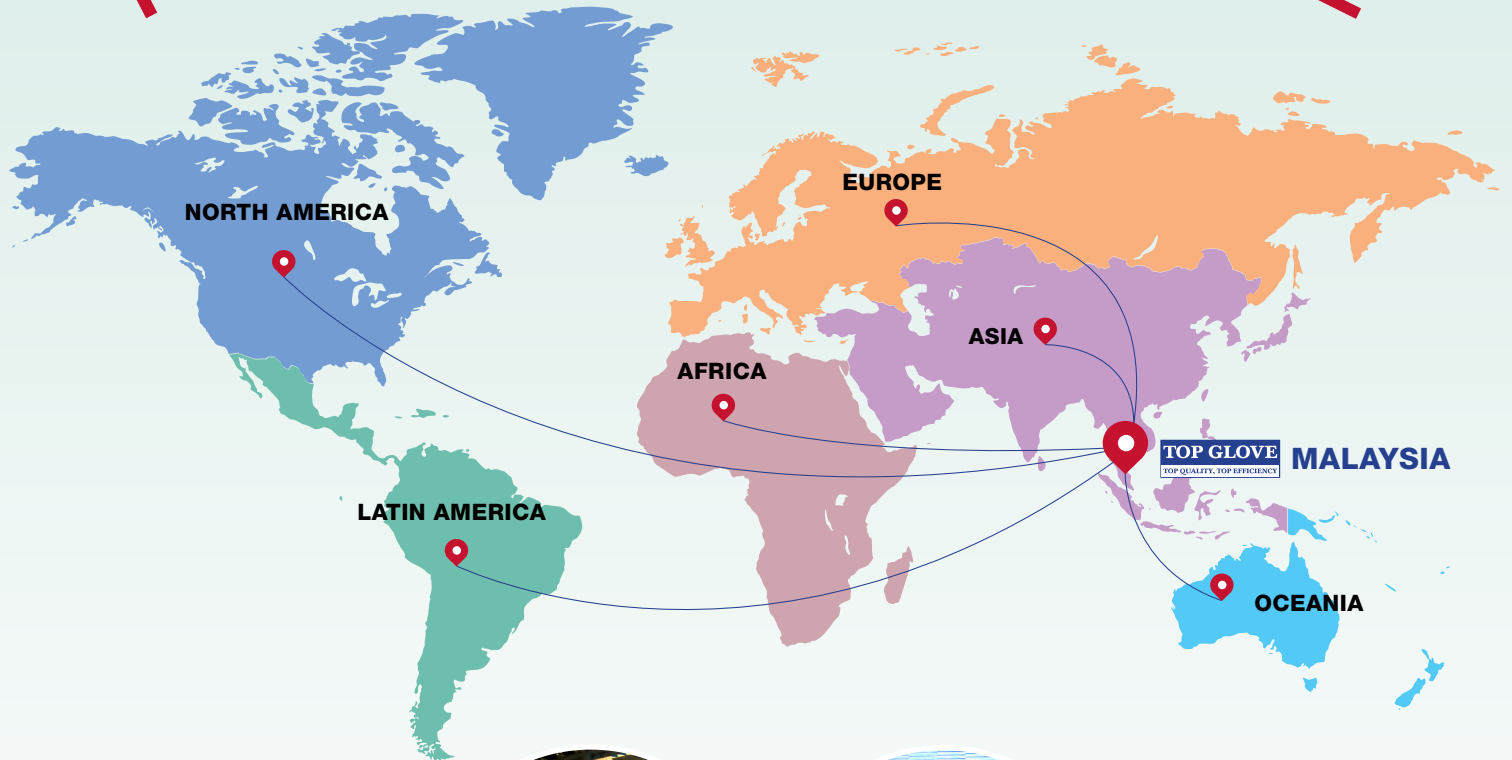 EUROPE
NORTH AMERICA
ASIA
AFRICA
TOP GLOVE
TOP QUALITY, TOP EFFICIENCY
MALAYSIA
LATIN AMERICA
OCEANIA